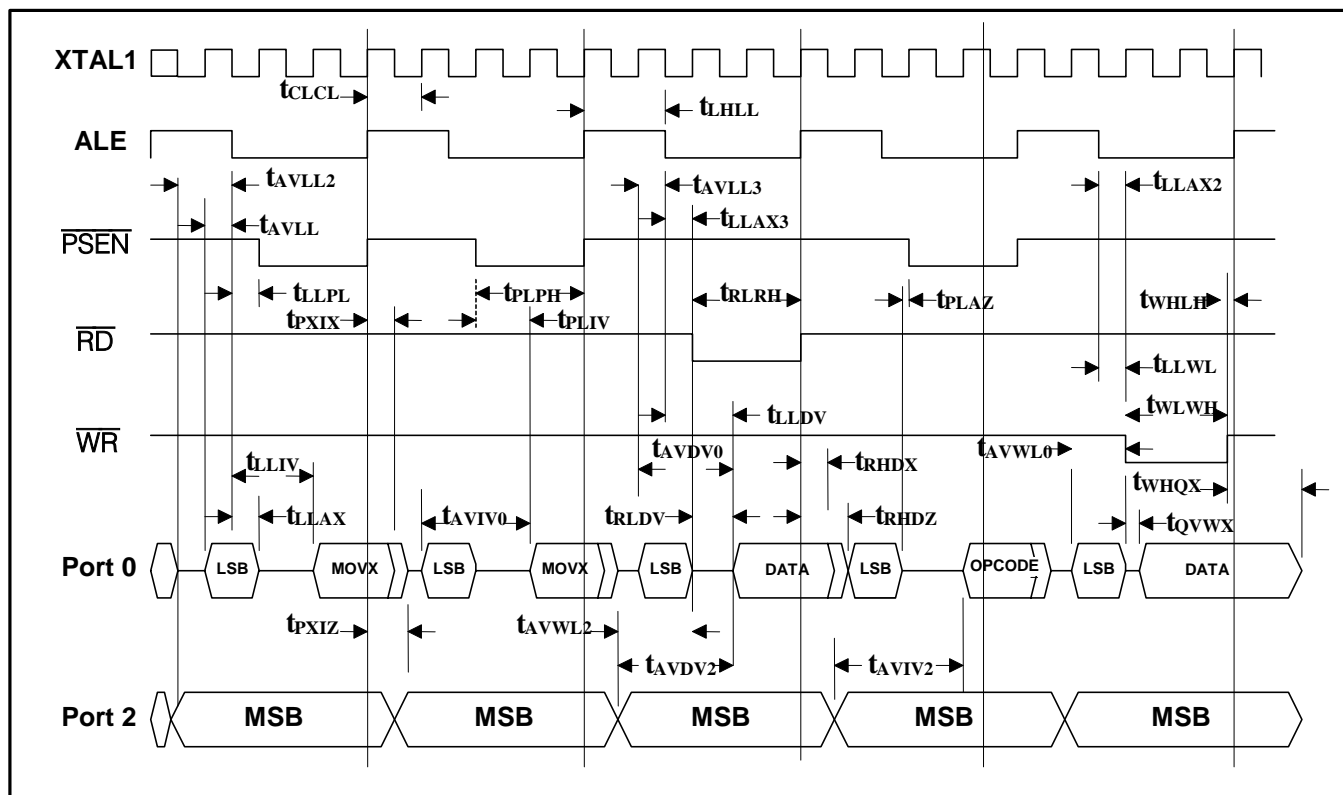 XTAL1
tCLCL tLHLL
ALE
tAVLL2 tAVLL3 tLLAX2
tAVLL tLLAX3
PSEN
tLLPL tPLPH tRLRH tPLAZ tWHLH
tPXIX tPLIV
RD
tLLWL
tWLWH
tLLDV
WR
tAVDV0 tAVWL0
tLLIV tRHDX
tWHQX
tLLAX tAVIV0 tRLDV tRHDZ tQVWX
Port 0 LSB MOVX LSB MOVX LSB DATA LSB OPCODE LSB DATA
tPXIZ tAVWL2
tAVDV2 tAVIV2
Port 2 MSB MSB MSB MSB MSB